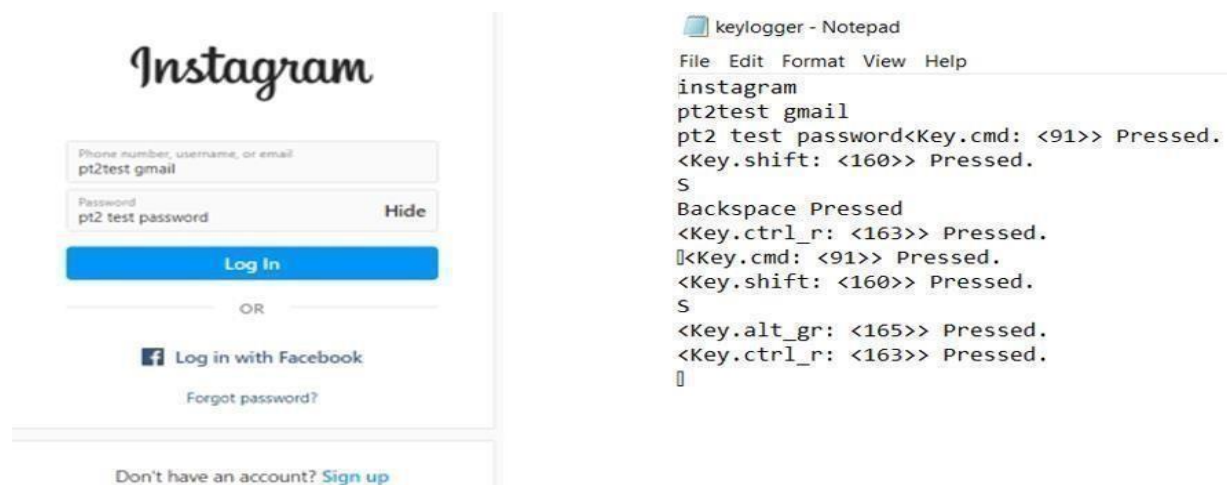 Instagram
Phone number, username, or email
pt2test gmail
Password
pt2 test password Hide
Log In
OR
Log in with Facebook
Forgot password?
Don't have an account? Sign up
keylogger - Notepad
File Edit Format View Help
instagram
pt2test gmail
pt2 test password<Key.cmd: <91>> Pressed.
<Key.shift: <160>> Pressed.
S
Backspace Pressed
<Key.ctrl_r: <163>> Pressed.
▯<Key.cmd: <91>> Pressed.
<Key.shift: <160>> Pressed.
S
<Key.alt_gr: <165>> Pressed.
<Key.ctrl_r: <163>> Pressed.
▯